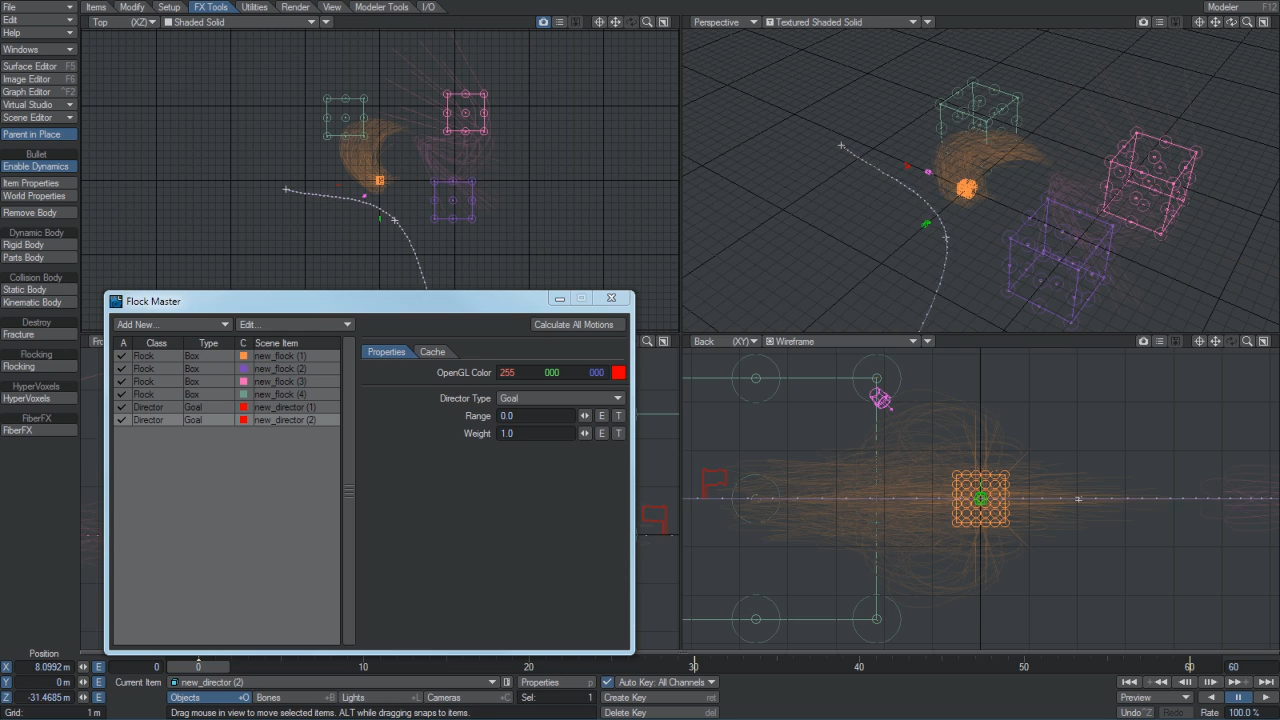 File
Edit
Help
Windows
Surface Editor F5
Image Editor F6
Graph Editor ^F2
Virtual Studio
Scene Editor
Parent in Place
Bullet
Enable Dynamics
Item Properties
World Properties
Remove Body
Dynamic Body
Rigid Body
Parts Body
Collision Body
Static Body
Kinematic Body
Destroy
Fracture
Flocking
Flocking
HyperVoxels
HyperVoxels
FiberFX
FiberFX
Items Modify Setup FX Tools Utilities Render View Modeler Tools I/O
Modeler F12
Top (XZ) Shaded Solid
Perspective Textured Shaded Solid
Back (XY) Wireframe
Flock Master
Add New... Edit... Calculate All Motions
A Class Type C Scene Item
Flock Box new_flock (1)
Flock Box new_flock (2)
Flock Box new_flock (3)
Flock Box new_flock (4)
Director Goal new_director (1)
Director Goal new_director (2)
Properties Cache
OpenGL Color 255 000 000
Director Type Goal
Range 0.0 E T
Weight 1.0 E T
Position
X 8.0992 m E
Y 0 m E
Z -31.4685 m E
Grid: 1 m
0 0 10 20 30 40 50 60 60
Current Item new_director (2) Properties p Auto Key: All Channels
Objects +O Bones +B Lights +L Cameras +C Sel: 1 Create Key ret
Drag mouse in view to move selected items. ALT while dragging snaps to items. Delete Key del
Preview
Undo ^Z Redo Rate 100.0 %